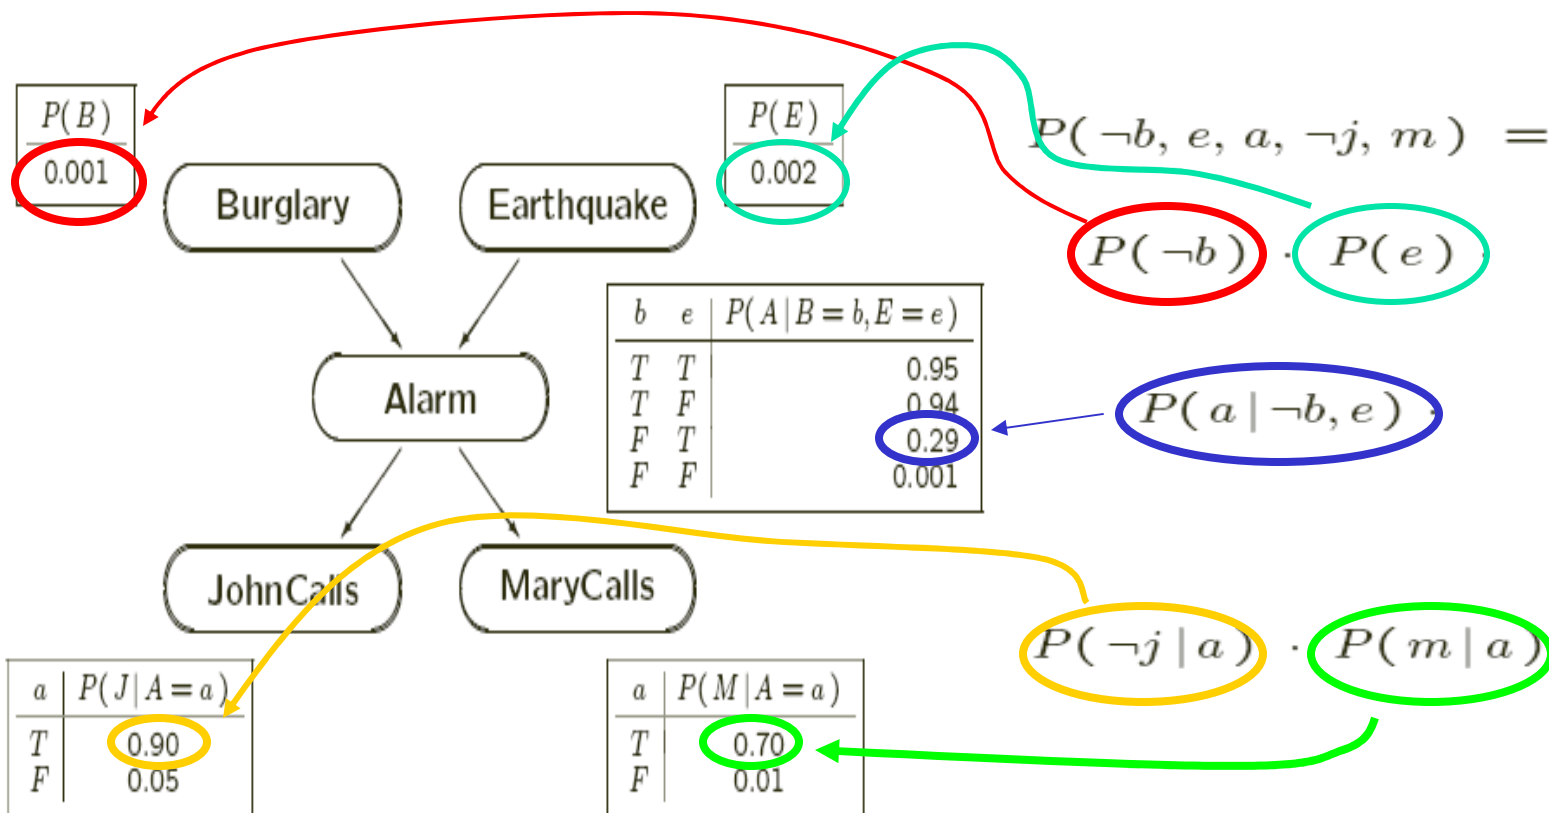 P(B)
0.001
P(E)
0.002
P(¬b, e, a, ¬j, m) =
Burglary
Earthquake
P(¬b) · P(e) ·
b e P(A|B = b, E = e)
T T 0.95
T F 0.94
F T 0.29
F F 0.001
Alarm
P(a|¬b, e) ·
JohnCalls
MaryCalls
P(¬j|a) · P(m|a)
a P(J|A = a)
T 0.90
F 0.05
a P(M|A = a)
T 0.70
F 0.01